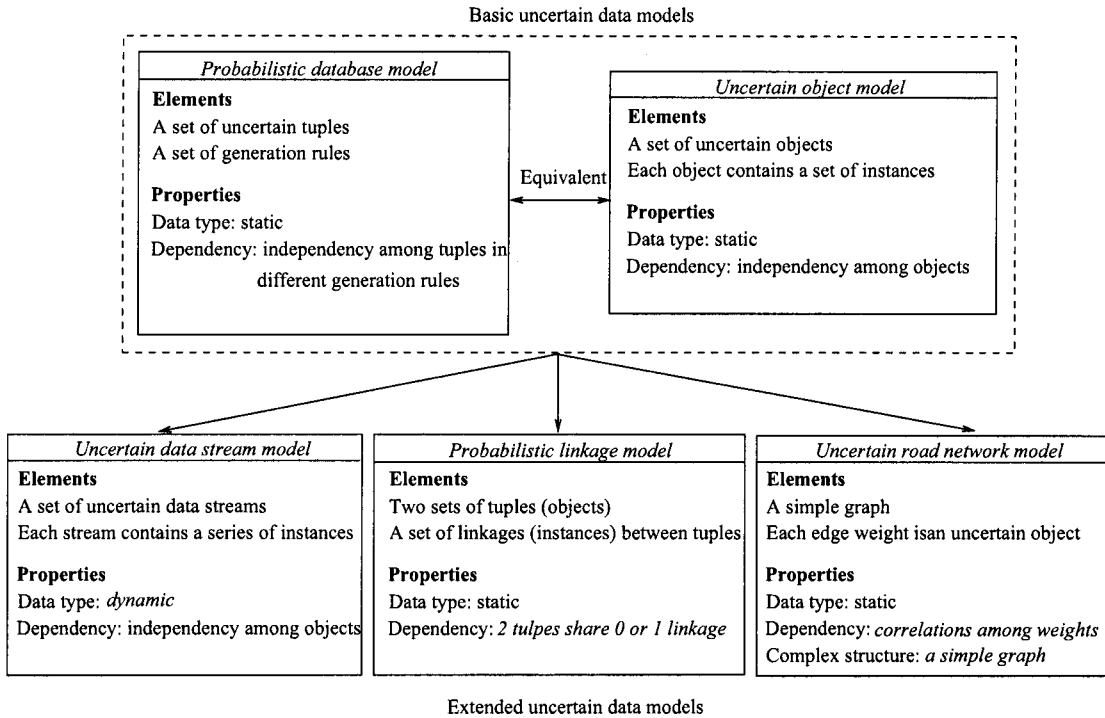 Basic uncertain data models
Probabilistic database model
Elements
A set of uncertain tuples
A set of generation rules
Properties
Data type: static
Dependency: independency among tuples in
different generation rules
Equivalent
Uncertain object model
Elements
A set of uncertain objects
Each object contains a set of instances
Properties
Data type: static
Dependency: independency among objects
Uncertain data stream model
Elements
A set of uncertain data streams
Each stream contains a series of instances
Properties
Data type: dynamic
Dependency: independency among objects
Probabilistic linkage model
Elements
Two sets of tuples (objects)
A set of linkages (instances) between tuples
Properties
Data type: static
Dependency: 2 tulpes share 0 or 1 linkage
Uncertain road network model
Elements
A simple graph
Each edge weight isan uncertain object
Properties
Data type: static
Dependency: correlations among weights
Complex structure: a simple graph
Extended uncertain data models